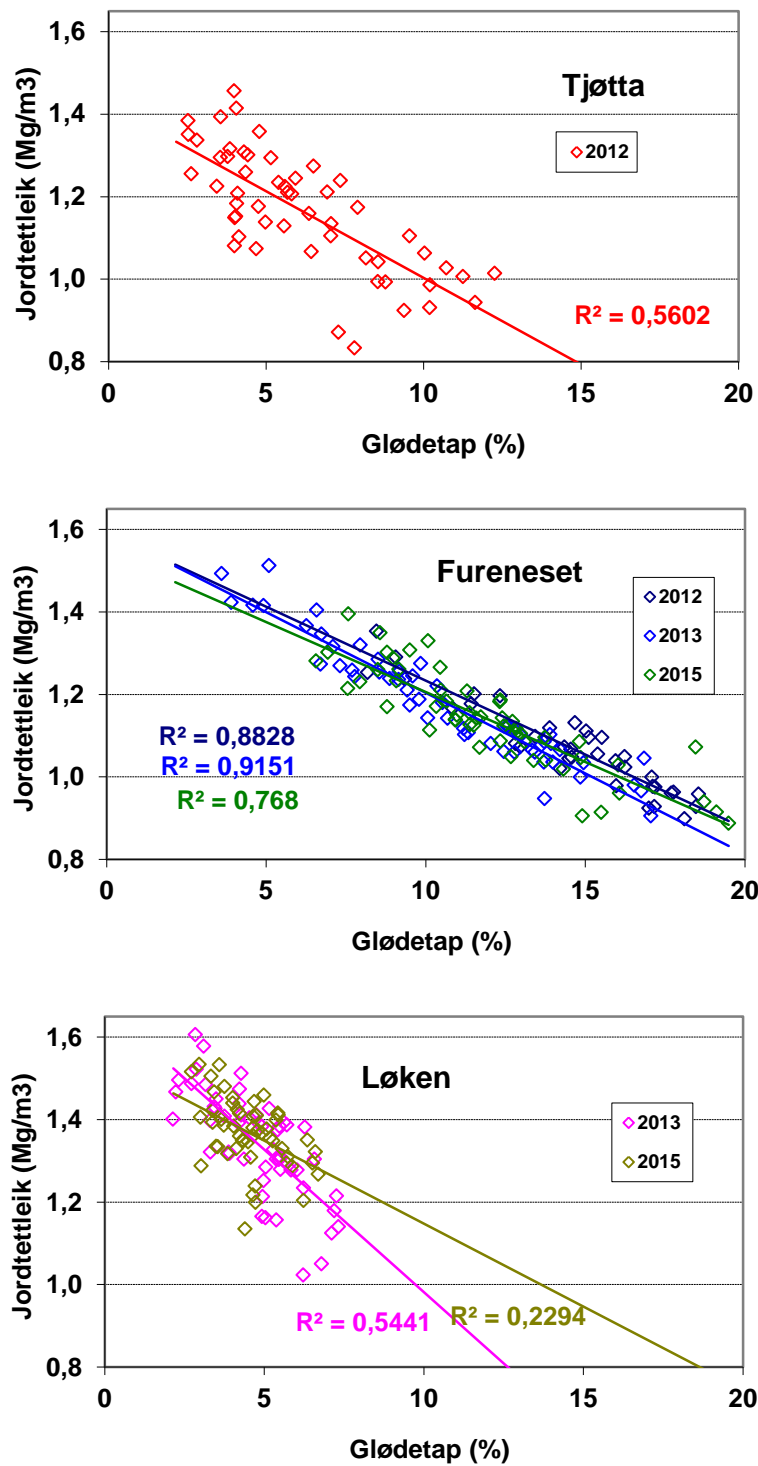 1,6
1,4
1,2
1,0
0,8
Jordtettleik (Mg/m3)
Tjøtta
2012
R² = 0,5602
0 5 10 15 20
Glødetap (%)
1,6
1,4
1,2
1,0
0,8
Jordtettleik (Mg/m3)
Fureneset
2012
2013
2015
R² = 0,8828
R² = 0,9151
R² = 0,768
0 5 10 15 20
Glødetap (%)
1,6
1,4
1,2
1,0
0,8
Jordtettleik (Mg/m3)
Løken
2013
2015
R² = 0,5441
R² = 0,2294
0 5 10 15 20
Glødetap (%)